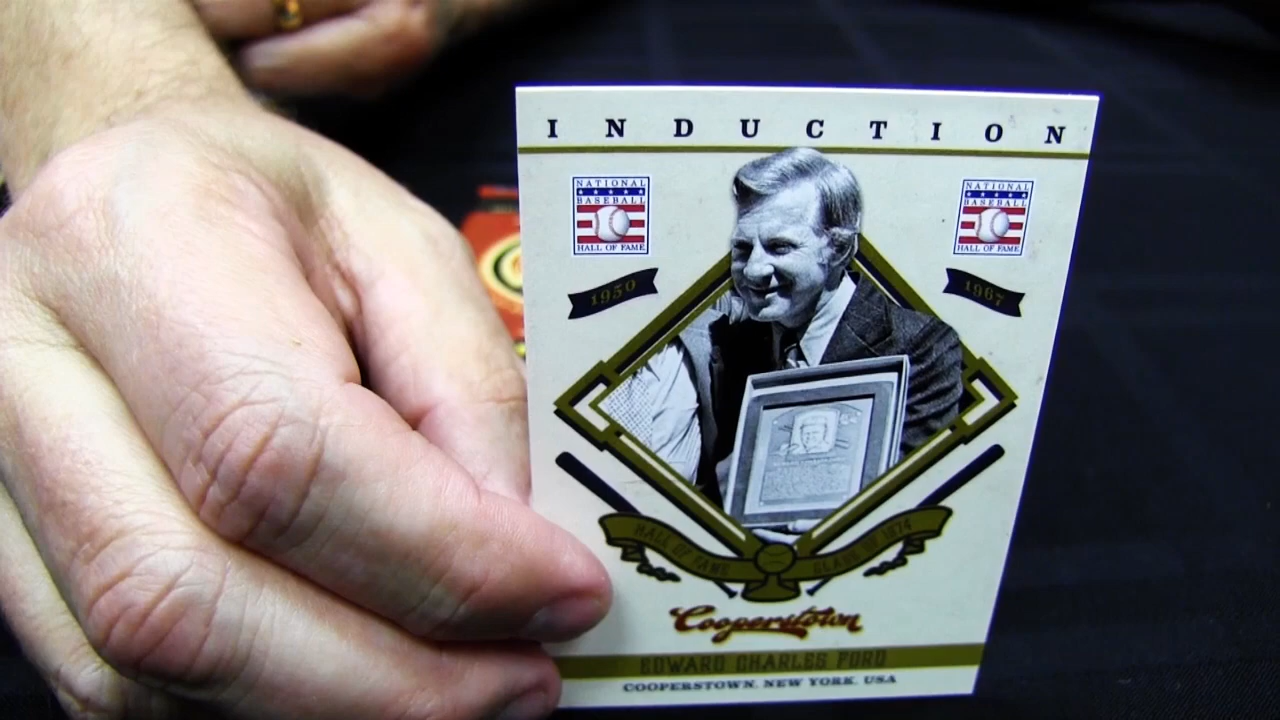 INDUCTION
NATIONAL
BASEBALL
HALL OF FAME
NATIONAL
BASEBALL
HALL OF FAME
1950
1967
HALL OF FAME
CLASS OF 1974
Cooperstown
EDWARD CHARLES FORD
COOPERSTOWN, NEW YORK, USA